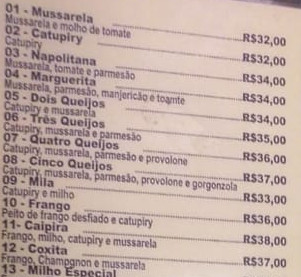 01 - Mussarela
Mussarela e molho de tomate R$32,00
02 - Catupiry
Catupiry R$32,00
03 - Napolitana
Mussarela, tomate e parmesão R$34,00
04 - Marguerita
Mussarela, parmesão, manjericão e toamte R$34,00
05 - Dois Queijos
Catupiry e mussarela R$34,00
06 - Três Queijos
Catupiry, mussarela e parmesão R$35,00
07 - Quatro Queijos
Catupiry, mussarela, parmesão e provolone R$36,00
08 - Cinco Queijos
Catupiry, mussarela, parmesão, provolone e gorgonzola R$37,00
09 - Mila
Catupiry e milho R$33,00
10 - Frango
Peito de frango desfiado e catupiry R$36,00
11- Caipira
Frango, milho, catupiry e mussarela R$38,00
12 - Coxita
Frango, Champgnon e mussarela R$37,00
13 - Milho Especial